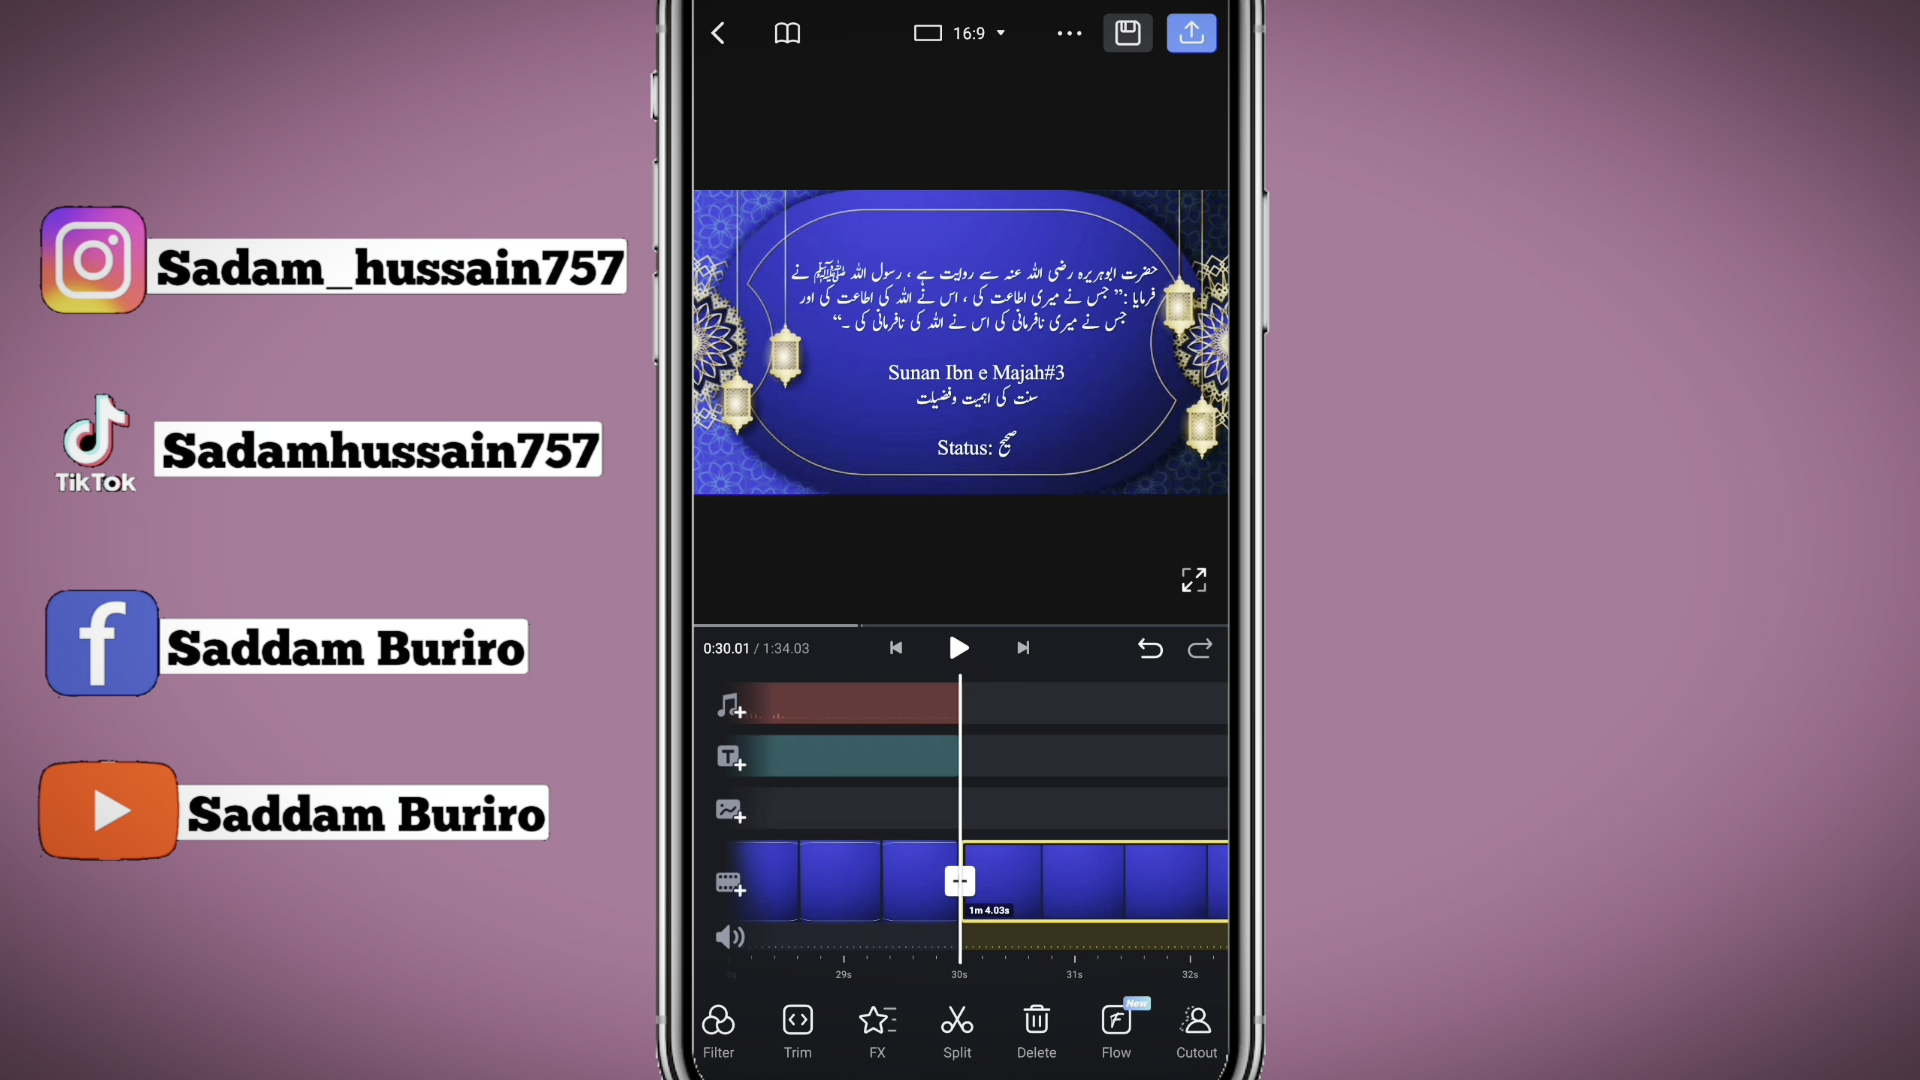 16:9
Sadam_hussain757
TikTok
Sadamhussain757
Saddam Buriro
Saddam Buriro
حضرت ابوہریرہ رضی اللہ عنہ سے روایت ہے ، رسول اللہ ﷺ نے
فرمایا :” جس نے میری اطاعت کی ، اس نے اللہ کی اطاعت کی اور
جس نے میری نافرمانی کی اس نے اللہ کی نافرمانی کی ۔“
Sunan Ibn e Majah#3
سنت کی اہمیت وفضیلت
Status: صحیح
0:30.01 / 1:34.03
1m 4.03s
29s 30s 31s 32s
New
Filter Trim FX Split Delete Flow Cutout